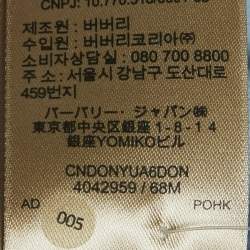 제조원 : 버버리
수입원 : 버버리코리아㈜
소비자상담실 : 080 700 8800
주소 : 서울시 강남구 도산대로
459번지
バーバリー・ジャパン㈱
東京都中央区銀座1-8-14
銀座YOMIKOビル
CNDONYUA6DON
4042959 / 68M
AD
POHK
005